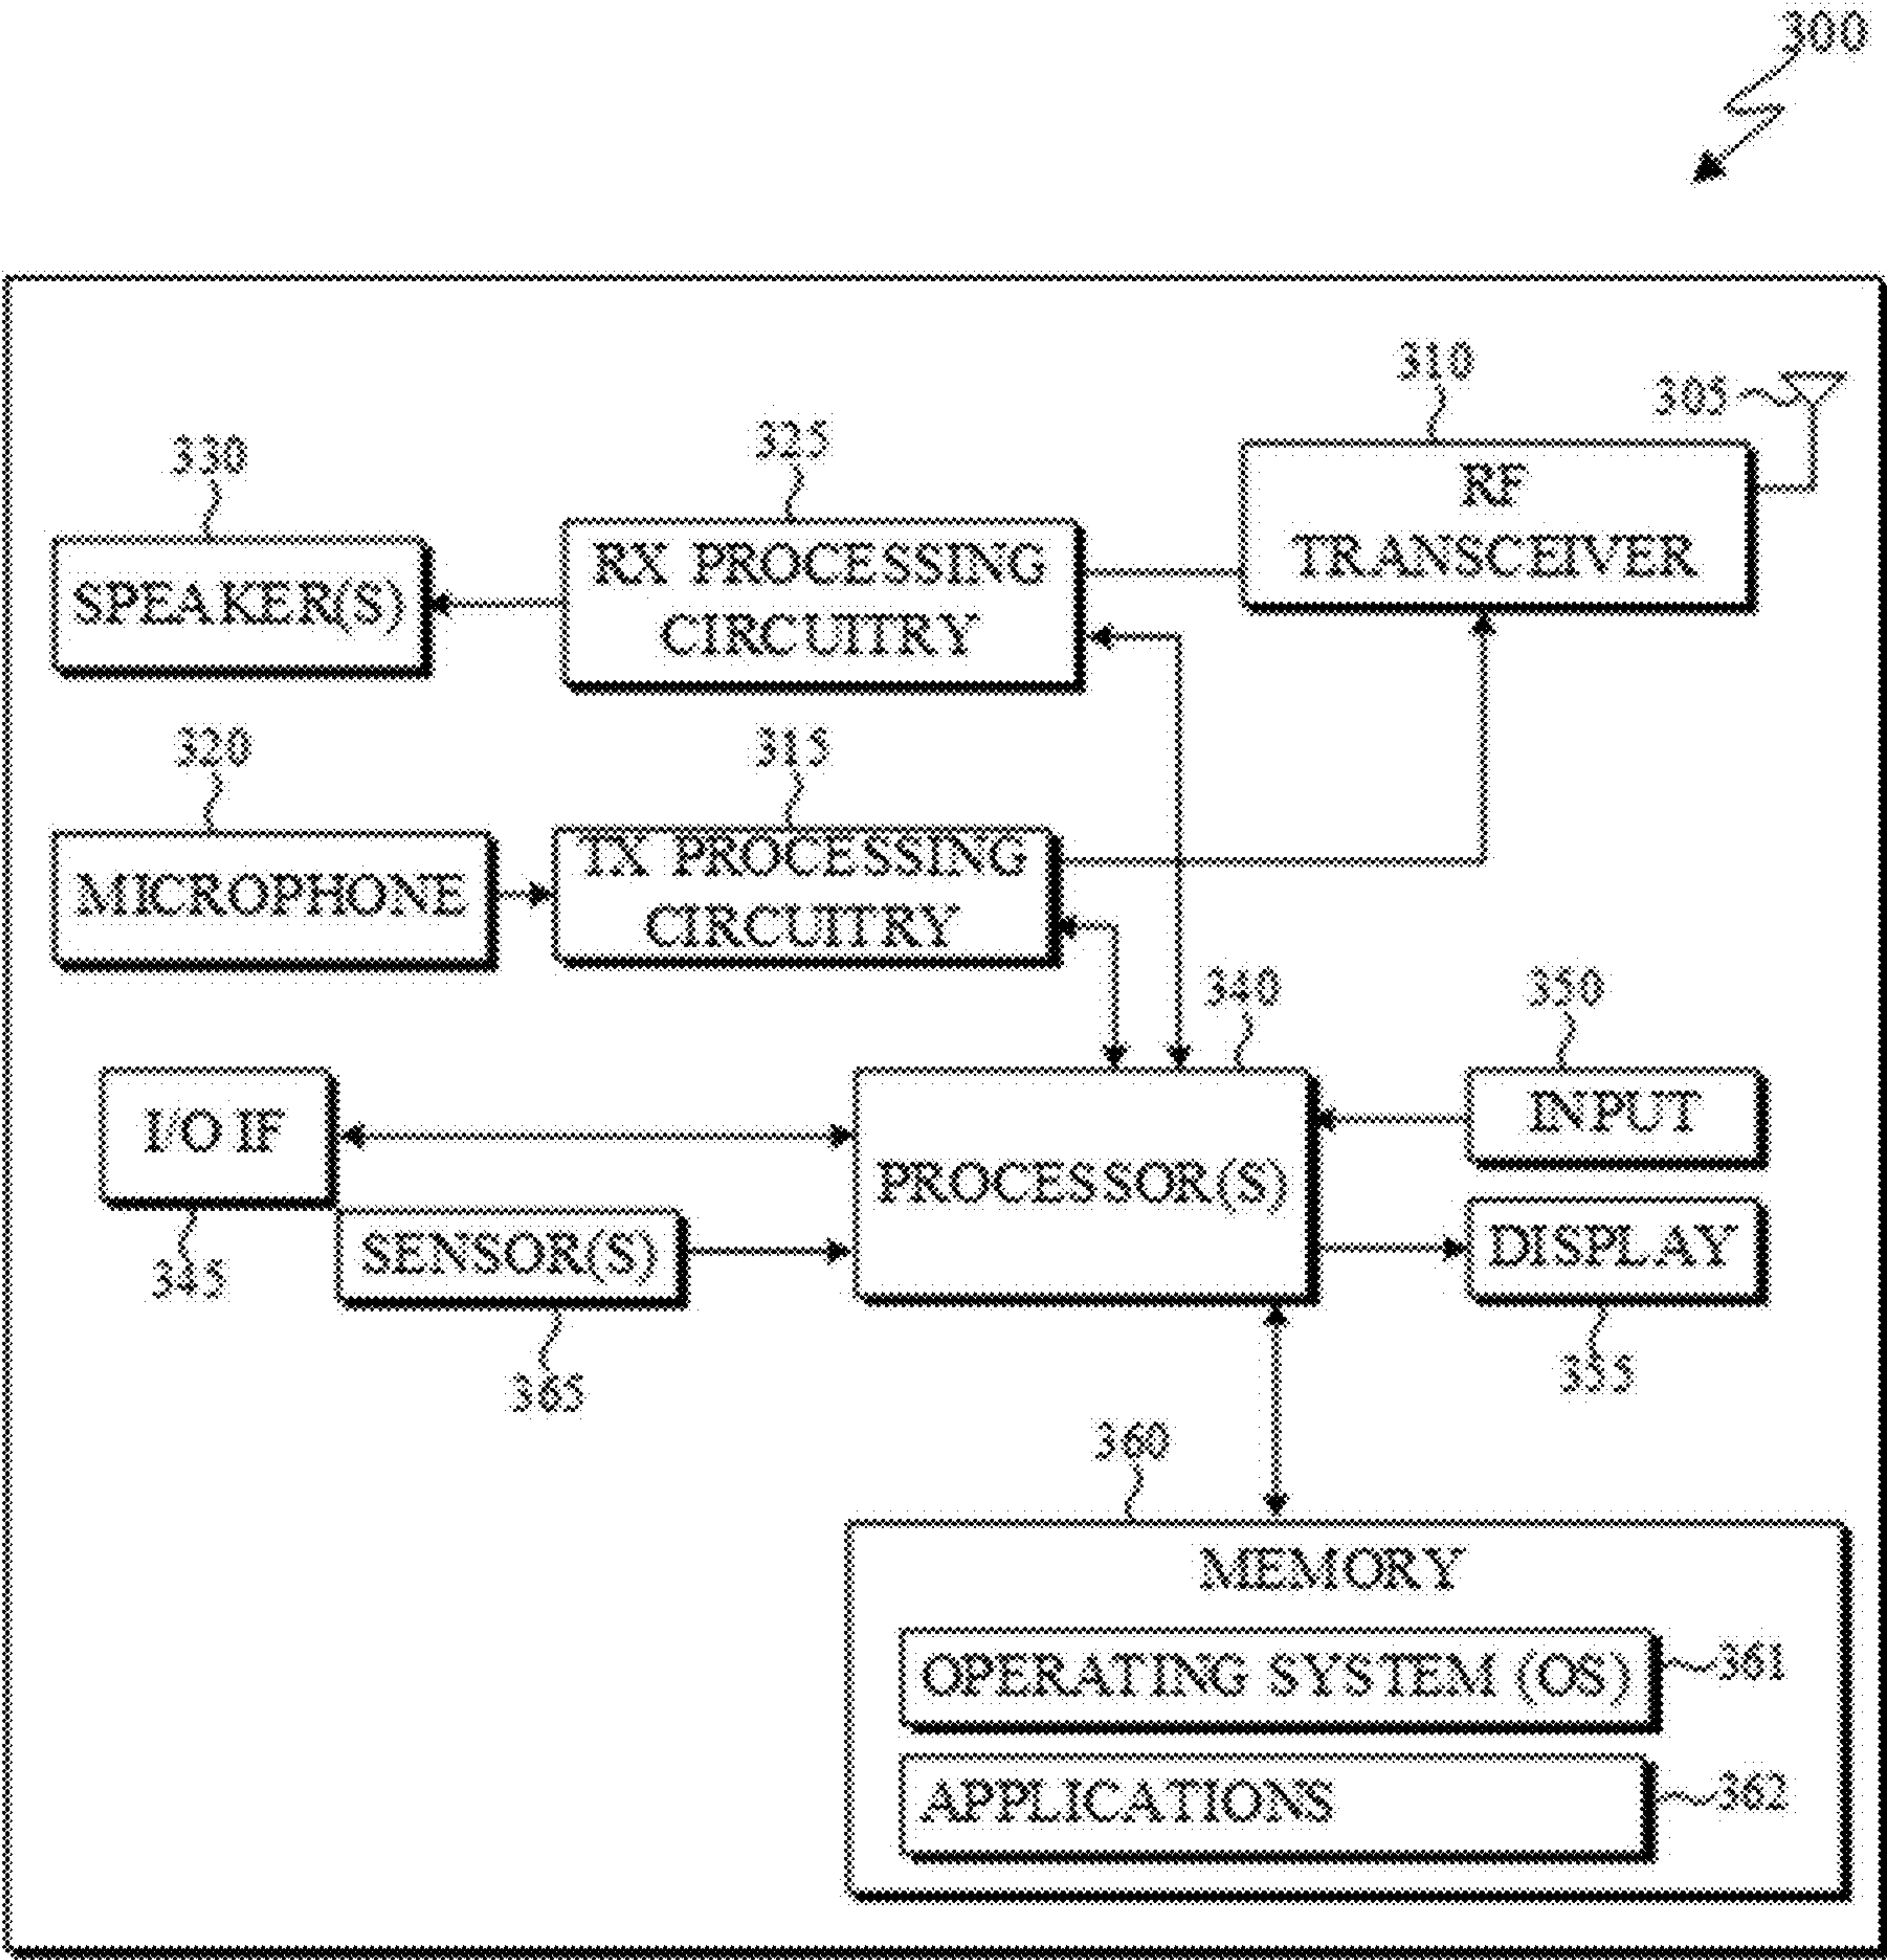 300
310
305
325
330
RF
TRANSCEIVER
RX PROCESSING
CIRCUITRY
SPEAKER(S)
320
315
MICROPHONE
TX PROCESSING
CIRCUITRY
340
350
I/O IF
PROCESSOR(S)
INPUT
SENSOR(S)
DISPLAY
345
365
355
360
MEMORY
OPERATING SYSTEM (OS)
361
APPLICATIONS
362